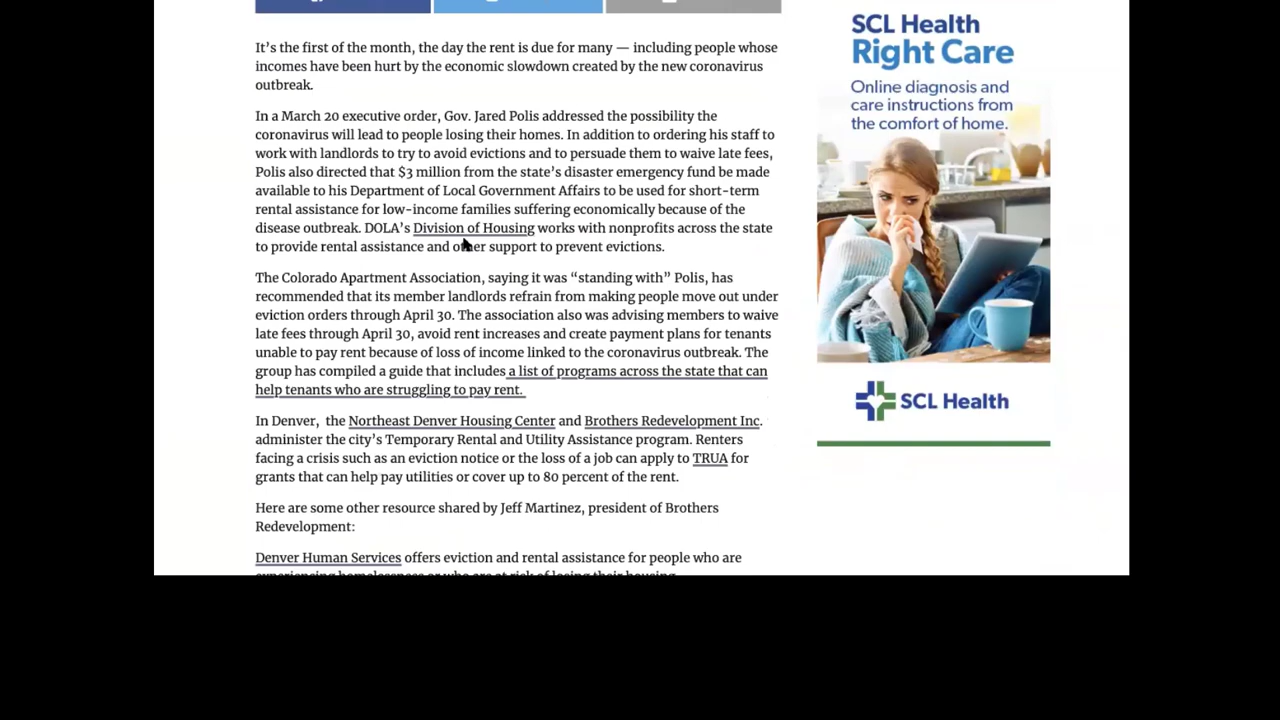 It's the first of the month, the day the rent is due for many — including people whose
incomes have been hurt by the economic slowdown created by the new coronavirus
outbreak.
In a March 20 executive order, Gov. Jared Polis addressed the possibility the
coronavirus will lead to people losing their homes. In addition to ordering his staff to
work with landlords to try to avoid evictions and to persuade them to waive late fees,
Polis also directed that $3 million from the state's disaster emergency fund be made
available to his Department of Local Government Affairs to be used for short-term
rental assistance for low-income families suffering economically because of the
disease outbreak. DOLA's Division of Housing works with nonprofits across the state
to provide rental assistance and other support to prevent evictions.
The Colorado Apartment Association, saying it was “standing with” Polis, has
recommended that its member landlords refrain from making people move out under
eviction orders through April 30. The association also was advising members to waive
late fees through April 30, avoid rent increases and create payment plans for tenants
unable to pay rent because of loss of income linked to the coronavirus outbreak. The
group has compiled a guide that includes a list of programs across the state that can
help tenants who are struggling to pay rent.
In Denver, the Northeast Denver Housing Center and Brothers Redevelopment Inc.
administer the city's Temporary Rental and Utility Assistance program. Renters
facing a crisis such as an eviction notice or the loss of a job can apply to TRUA for
grants that can help pay utilities or cover up to 80 percent of the rent.
Here are some other resource shared by Jeff Martinez, president of Brothers
Redevelopment:
Denver Human Services offers eviction and rental assistance for people who are
experiencing homelessness or who are at risk of losing their housing.
SCL Health
Right Care
Online diagnosis and
care instructions from
the comfort of home.
SCL Health